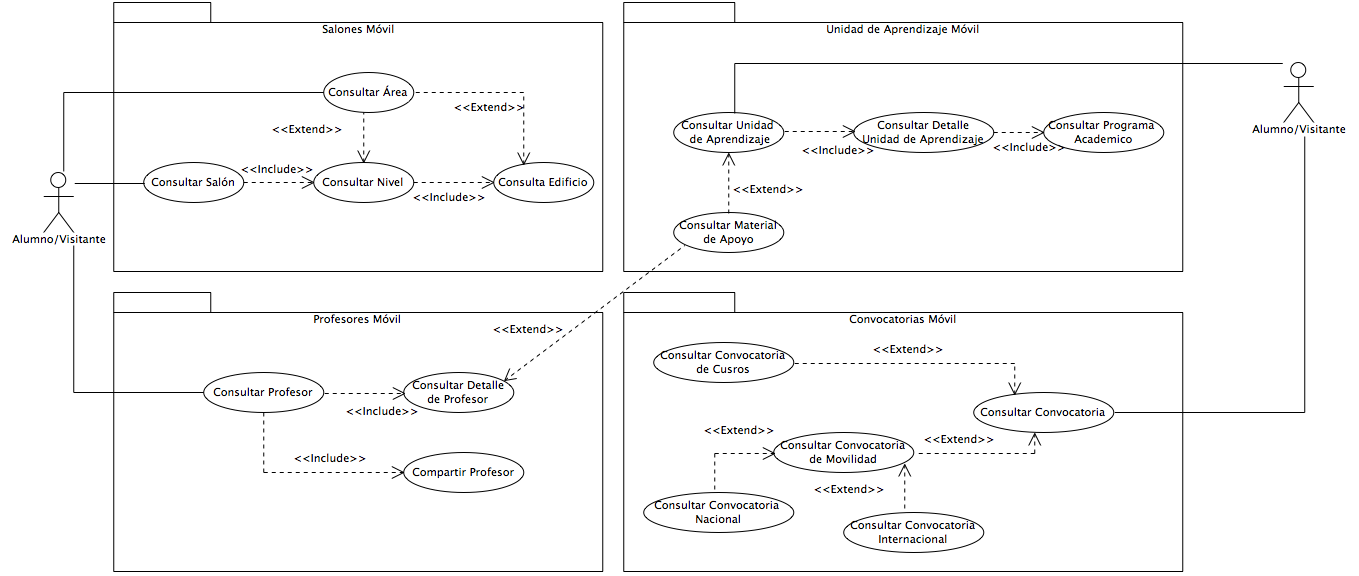 Salones Móvil
Consultar Área
<<Extend>>
<<Extend>>
Consultar Salón
<<Include>>
Consultar Nivel
<<Include>>
Consulta Edificio
Alumno/Visitante
Unidad de Aprendizaje Móvil
Consultar Unidad
de Aprendizaje
<<Include>>
Consultar Detalle
Unidad de Aprendizaje
<<Include>>
Consultar Programa
Academico
<<Extend>>
Consultar Material
de Apoyo
Alumno/Visitante
<<Extend>>
Profesores Móvil
Consultar Profesor
<<Include>>
Consultar Detalle
de Profesor
<<Include>>
Compartir Profesor
Convocatorias Móvil
Consultar Convocatoria
de Cusros
<<Extend>>
Consultar Convocatoria
<<Extend>>
Consultar Convocatoria
de Movilidad
<<Extend>>
<<Extend>>
Consultar Convocatoria
Nacional
Consultar Convocatoria
Internacional